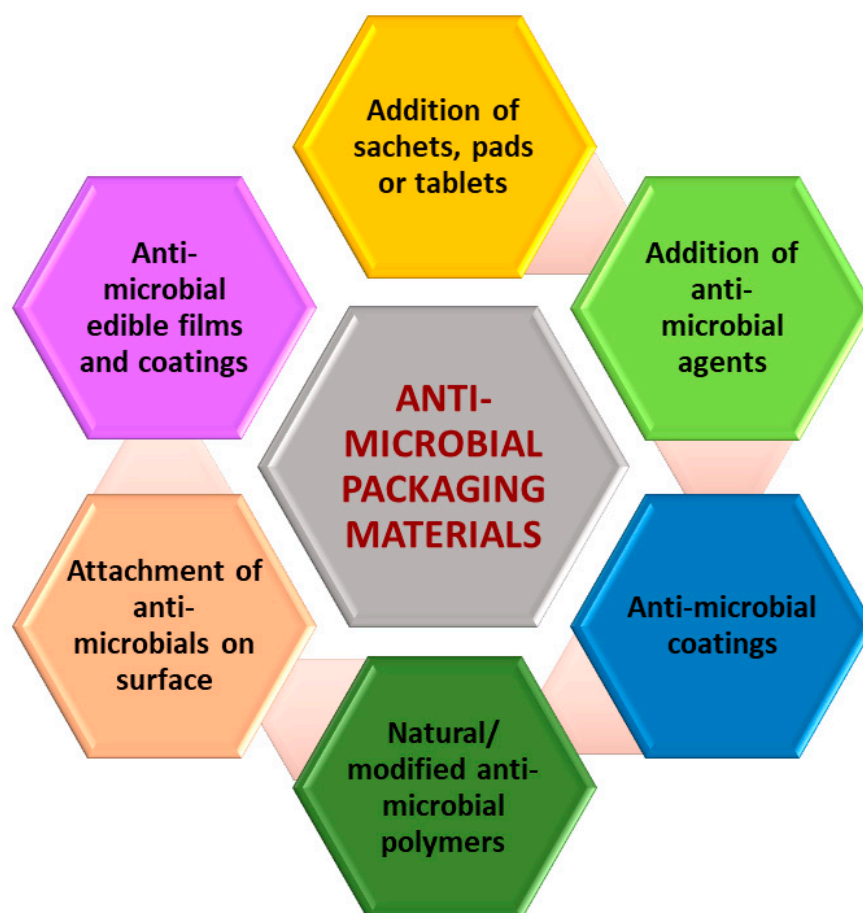 Addition of
sachets, pads
or tablets
Addition of
anti-
microbial
agents
Anti-microbial
coatings
Natural/
modified anti-
microbial
polymers
Attachment of
anti-
microbials on
surface
Anti-
microbial
edible films
and coatings
ANTI-
MICROBIAL
PACKAGING
MATERIALS